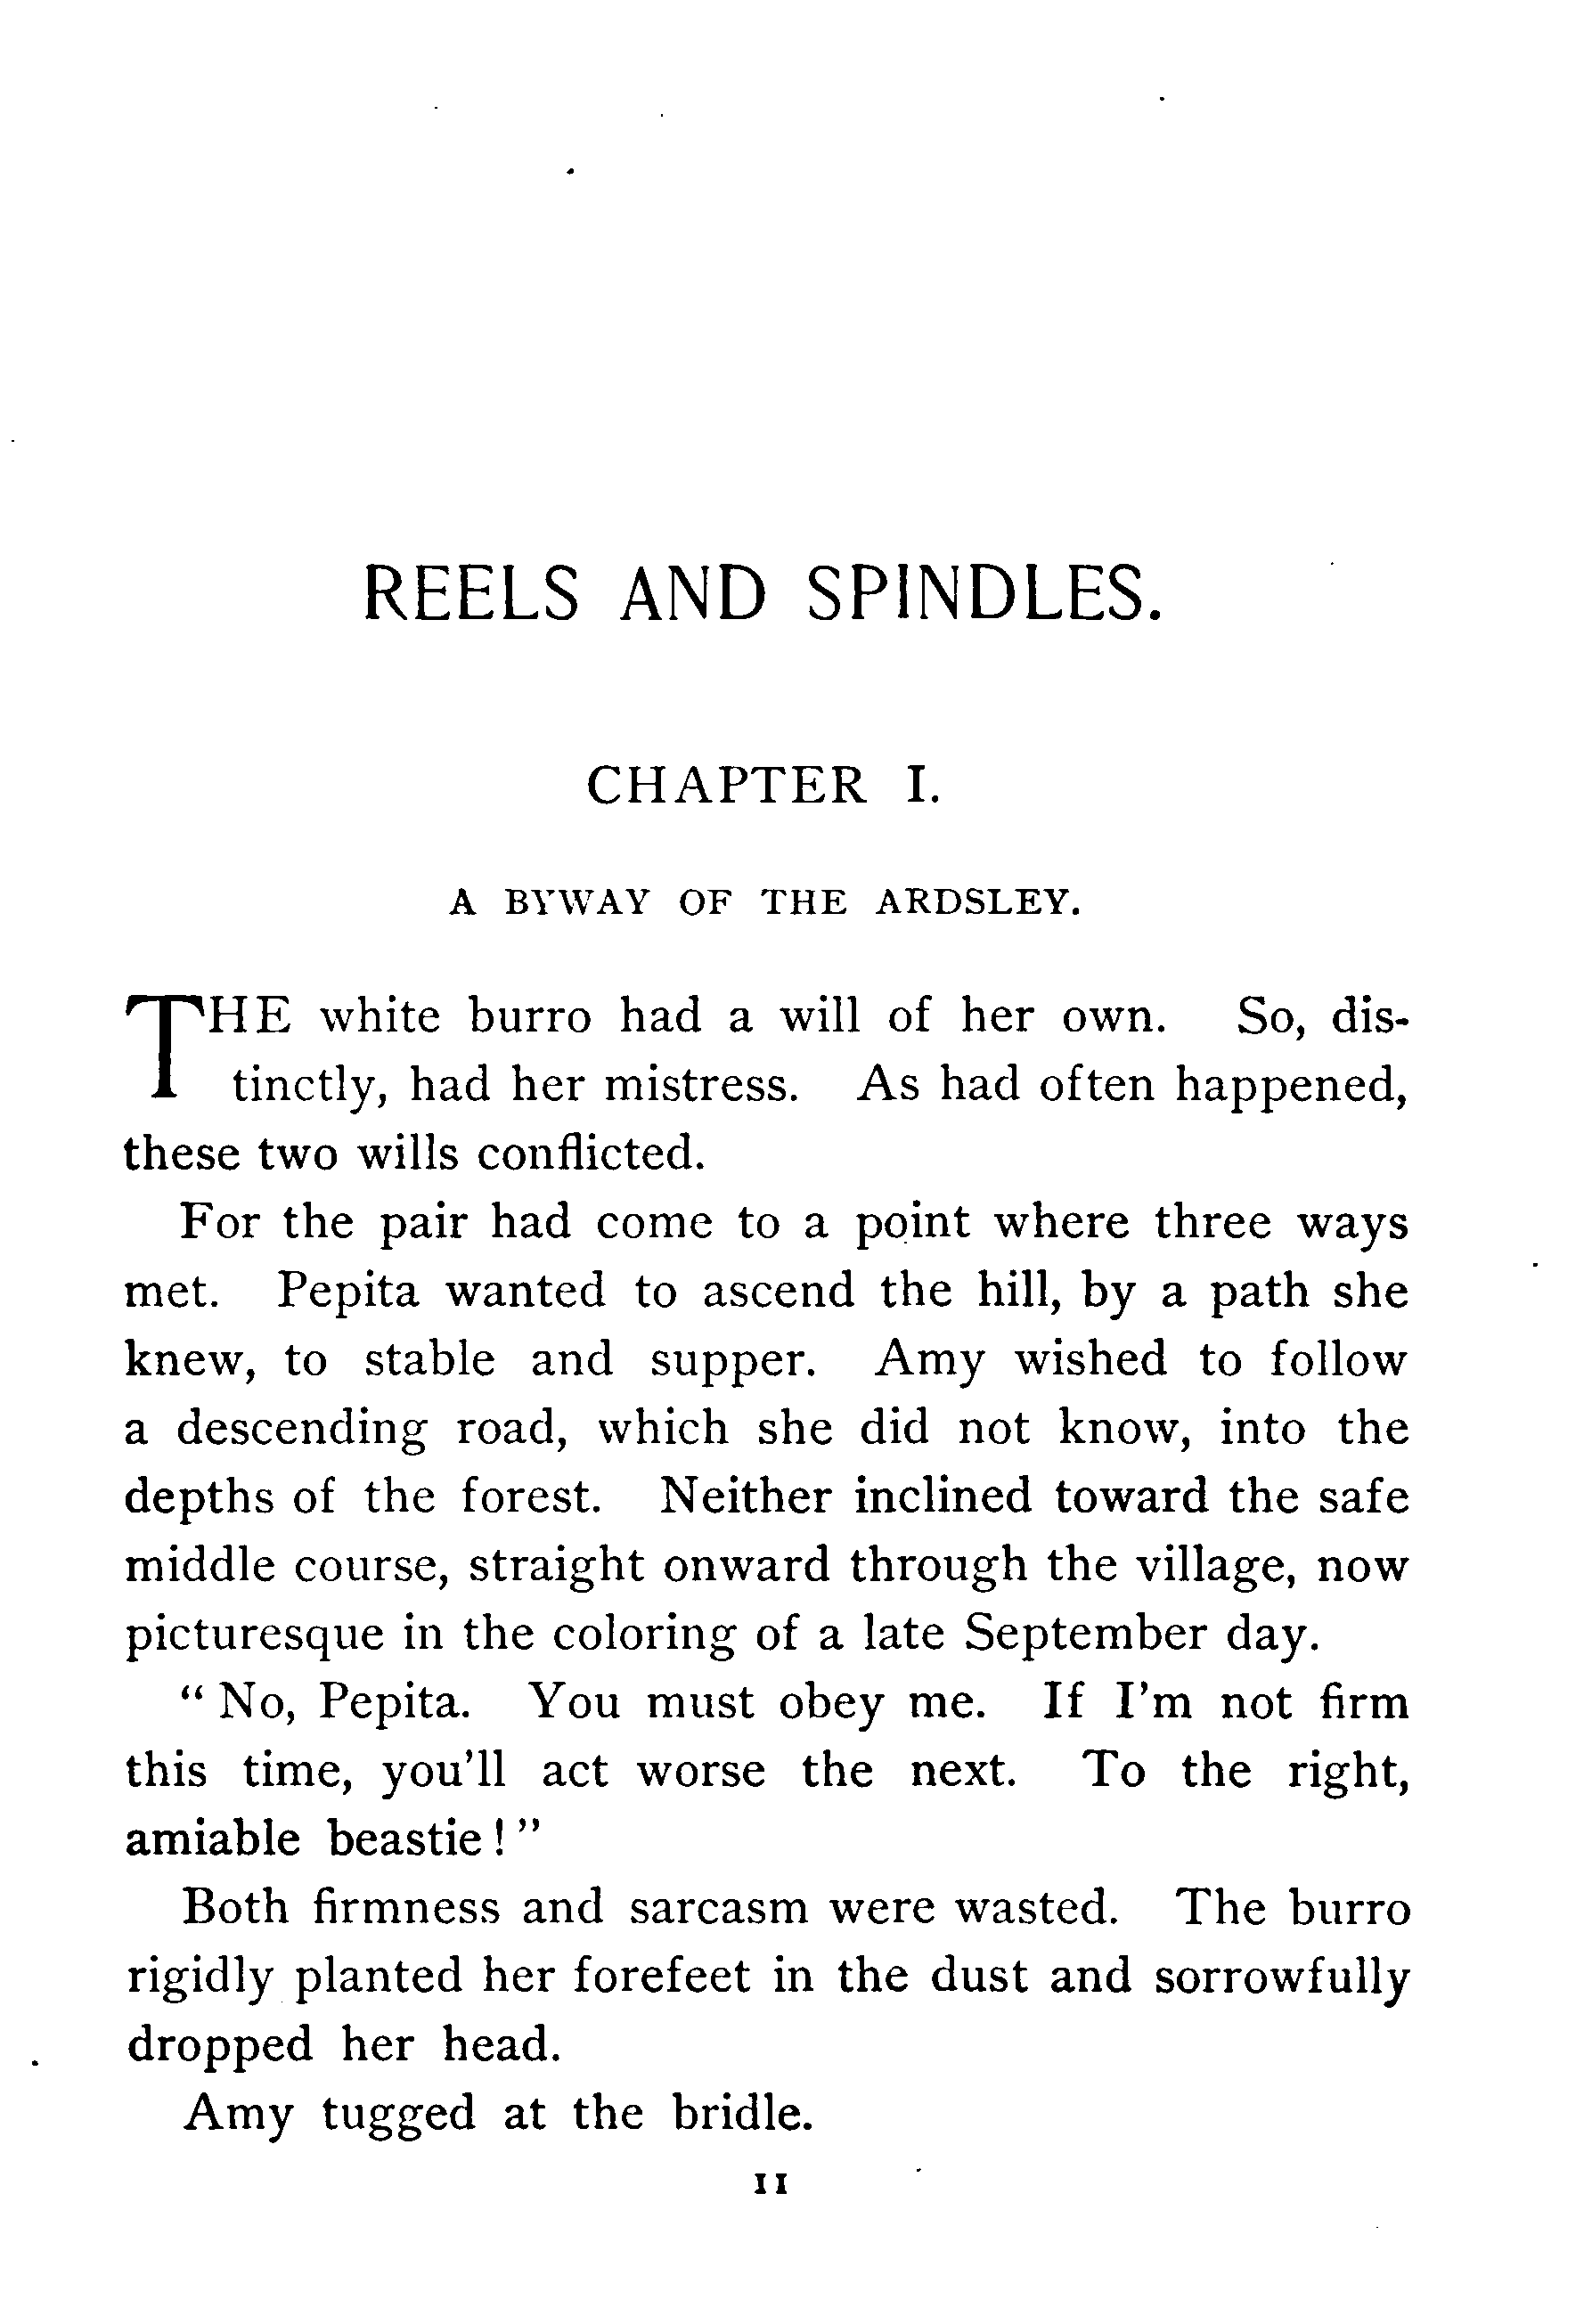 REELS AND SPINDLES.
CHAPTER I.
A BYWAY OF THE ARDSLEY.
THE white burro had a will of her own. So, dis-
tinctly, had her mistress. As had often happened,
these two wills conflicted.
For the pair had come to a point where three ways
met. Pepita wanted to ascend the hill, by a path she
knew, to stable and supper. Amy wished to follow
a descending road, which she did not know, into the
depths of the forest. Neither inclined toward the safe
middle course, straight onward through the village, now
picturesque in the coloring of a late September day.
“No, Pepita. You must obey me. If I’m not firm
this time, you’ll act worse the next. To the right,
amiable beastie!”
Both firmness and sarcasm were wasted. The burro
rigidly planted her forefeet in the dust and sorrowfully
dropped her head.
Amy tugged at the bridle.
11